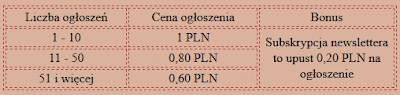 Liczba ogłoszeń Cena ogłoszenia Bonus
1 - 10 1 PLN
11 - 50 0,80 PLN
51 i więcej 0,60 PLN
Subskrypcja newslettera
to upust 0,20 PLN na
ogłoszenie